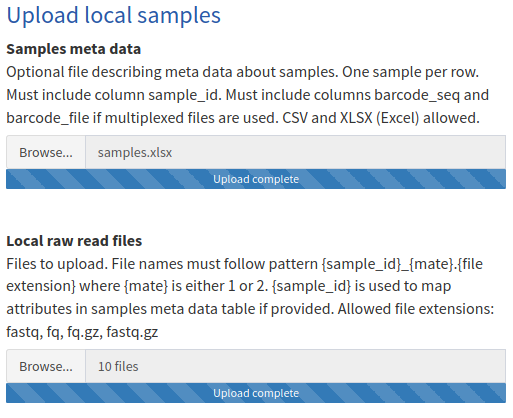 Upload local samples
Samples meta data
Optional file describing meta data about samples. One sample per row.
Must include column sample_id. Must include columns barcode_seq and
barcode_file if multiplexed files are used. CSV and XLSX (Excel) allowed.
Browse... samples.xlsx
Upload complete
Local raw read files
Files to upload. File names must follow pattern {sample_id}_{mate}.{file
extension} where {mate} is either 1 or 2. {sample_id} is used to map
attributes in samples meta data table if provided. Allowed file extensions:
fastq, fq, fq.gz, fastq.gz
Browse... 10 files
Upload complete